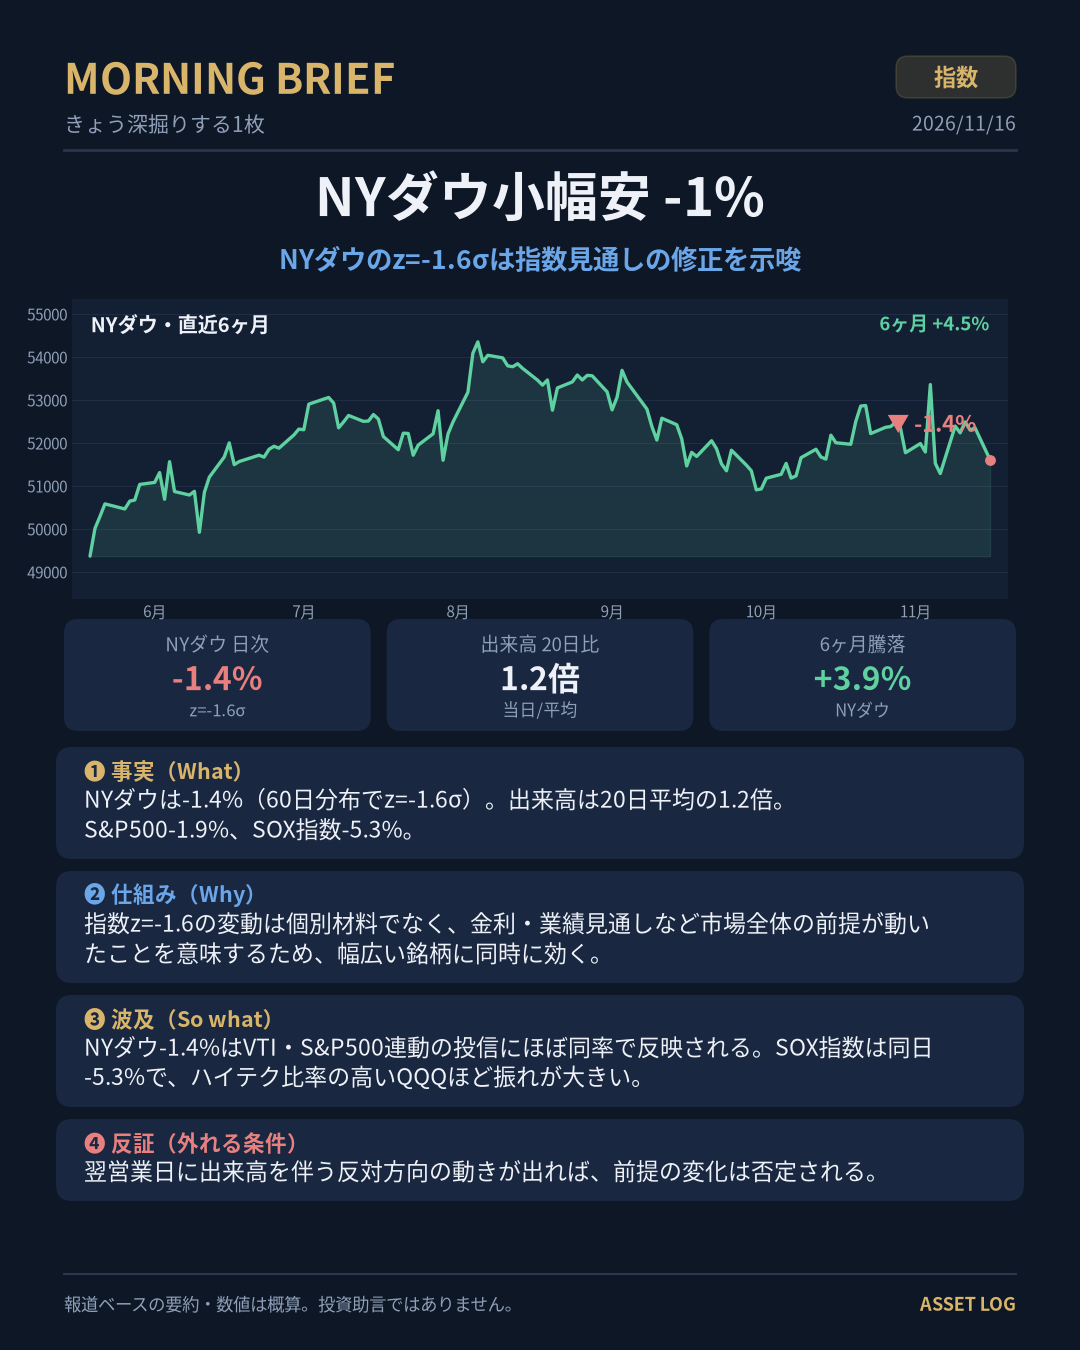 MORNING BRIEF
指数
きょう深掘りする1枚
2026/11/16
NYダウ小幅安 -1%
NYダウのz=-1.6σは指数見通しの修正を示唆
NYダウ・直近6ヶ月
6ヶ月 +4.5%
55000
54000
53000
52000
51000
50000
49000
▼ -1.4%
6月
7月
8月
9月
10月
11月
NYダウ 日次
-1.4%
z=-1.6σ
出来高 20日比
1.2倍
当日/平均
6ヶ月騰落
+3.9%
NYダウ
❶ 事実（What）
NYダウは-1.4%（60日分布でz=-1.6σ）。出来高は20日平均の1.2倍。
S&P500-1.9%、SOX指数-5.3%。
❷ 仕組み（Why）
指数z=-1.6の変動は個別材料でなく、金利・業績見通しなど市場全体の前提が動い
たことを意味するため、幅広い銘柄に同時に効く。
❸ 波及（So what）
NYダウ-1.4%はVTI・S&P500連動の投信にほぼ同率で反映される。SOX指数は同日
-5.3%で、ハイテク比率の高いQQQほど振れが大きい。
❹ 反証（外れる条件）
翌営業日に出来高を伴う反対方向の動きが出れば、前提の変化は否定される。
報道ベースの要約・数値は概算。投資助言ではありません。
ASSET LOG